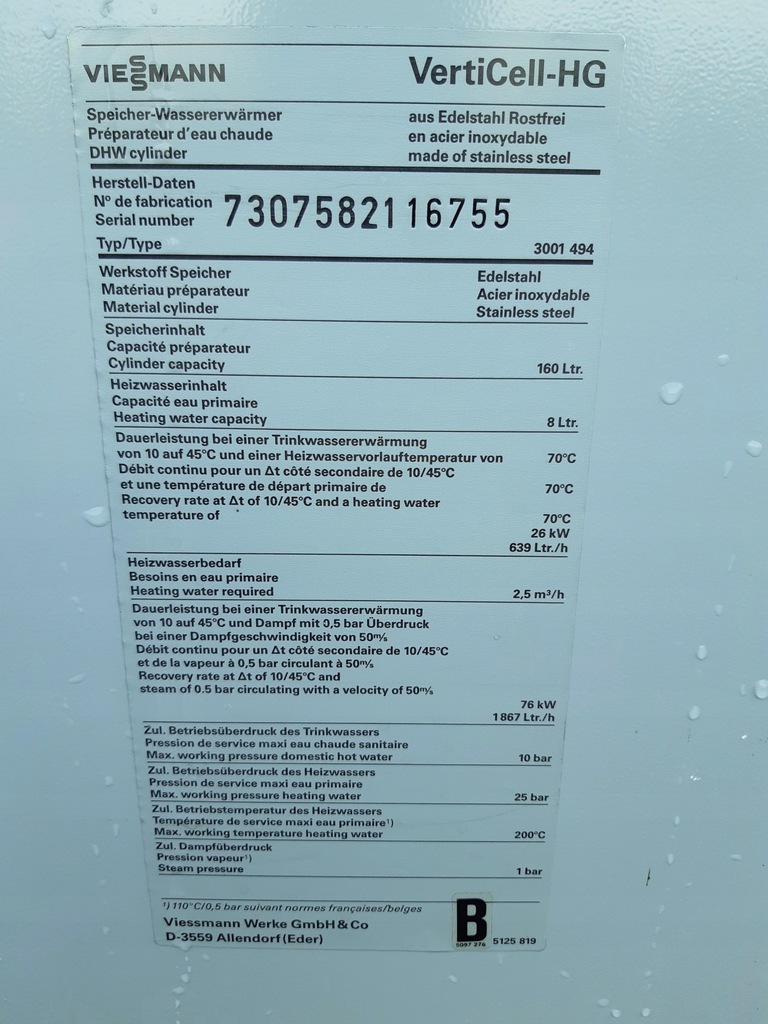 VIESSMANN VertiCell-HG
Speicher-Wassererwärmer aus Edelstahl Rostfrei
Préparateur d'eau chaude en acier inoxydable
DHW cylinder made of stainless steel
Herstell-Daten
Nº de fabrication
Serial number 7307582116755
Typ/Type 3001 494
Werkstoff Speicher Edelstahl
Matériau préparateur Acier inoxydable
Material cylinder Stainless steel
Speicherinhalt
Capacité préparateur
Cylinder capacity 160 Ltr.
Heizwasserinhalt
Capacité eau primaire
Heating water capacity 8 Ltr.
Dauerleistung bei einer Trinkwassererwärmung
von 10 auf 45°C und einer Heizwasservorlauftemperatur von 70°C
Débit continu pour un Δt côté secondaire de 10/45°C
et une température de départ primaire de 70°C
Recovery rate at Δt of 10/45°C and a heating water
temperature of 70°C
26 kW
639 Ltr./h
Heizwasserbedarf
Besoins en eau primaire
Heating water required 2,5 m³/h
Dauerleistung bei einer Trinkwassererwärmung
von 10 auf 45°C und Dampf mit 0,5 bar Überdruck
bei einer Dampfgeschwindigkeit von 50 m/s
Débit continu pour un Δt côté secondaire de 10/45°C
et de la vapeur à 0,5 bar circulant à 50 m/s
Recovery rate at Δt of 10/45°C and
steam of 0.5 bar circulating with a velocity of 50 m/s
76 kW
1867 Ltr./h
Zul. Betriebsüberdruck des Trinkwassers
Pression de service maxi eau chaude sanitaire
Max. working pressure domestic hot water 10 bar
Zul. Betriebsüberdruck des Heizwassers
Pression de service maxi eau primaire
Max. working pressure heating water 25 bar
Zul. Betriebstemperatur des Heizwassers
Température de service maxi eau primaire¹)
Max. working temperature heating water 200°C
Zul. Dampfüberdruck
Pression vapeur¹)
Steam pressure 1 bar
¹) 110°C/0,5 bar suivant normes françaises/belges
Viessmann Werke GmbH & Co
D-3559 Allendorf (Eder)
B
5097 276 5125 819